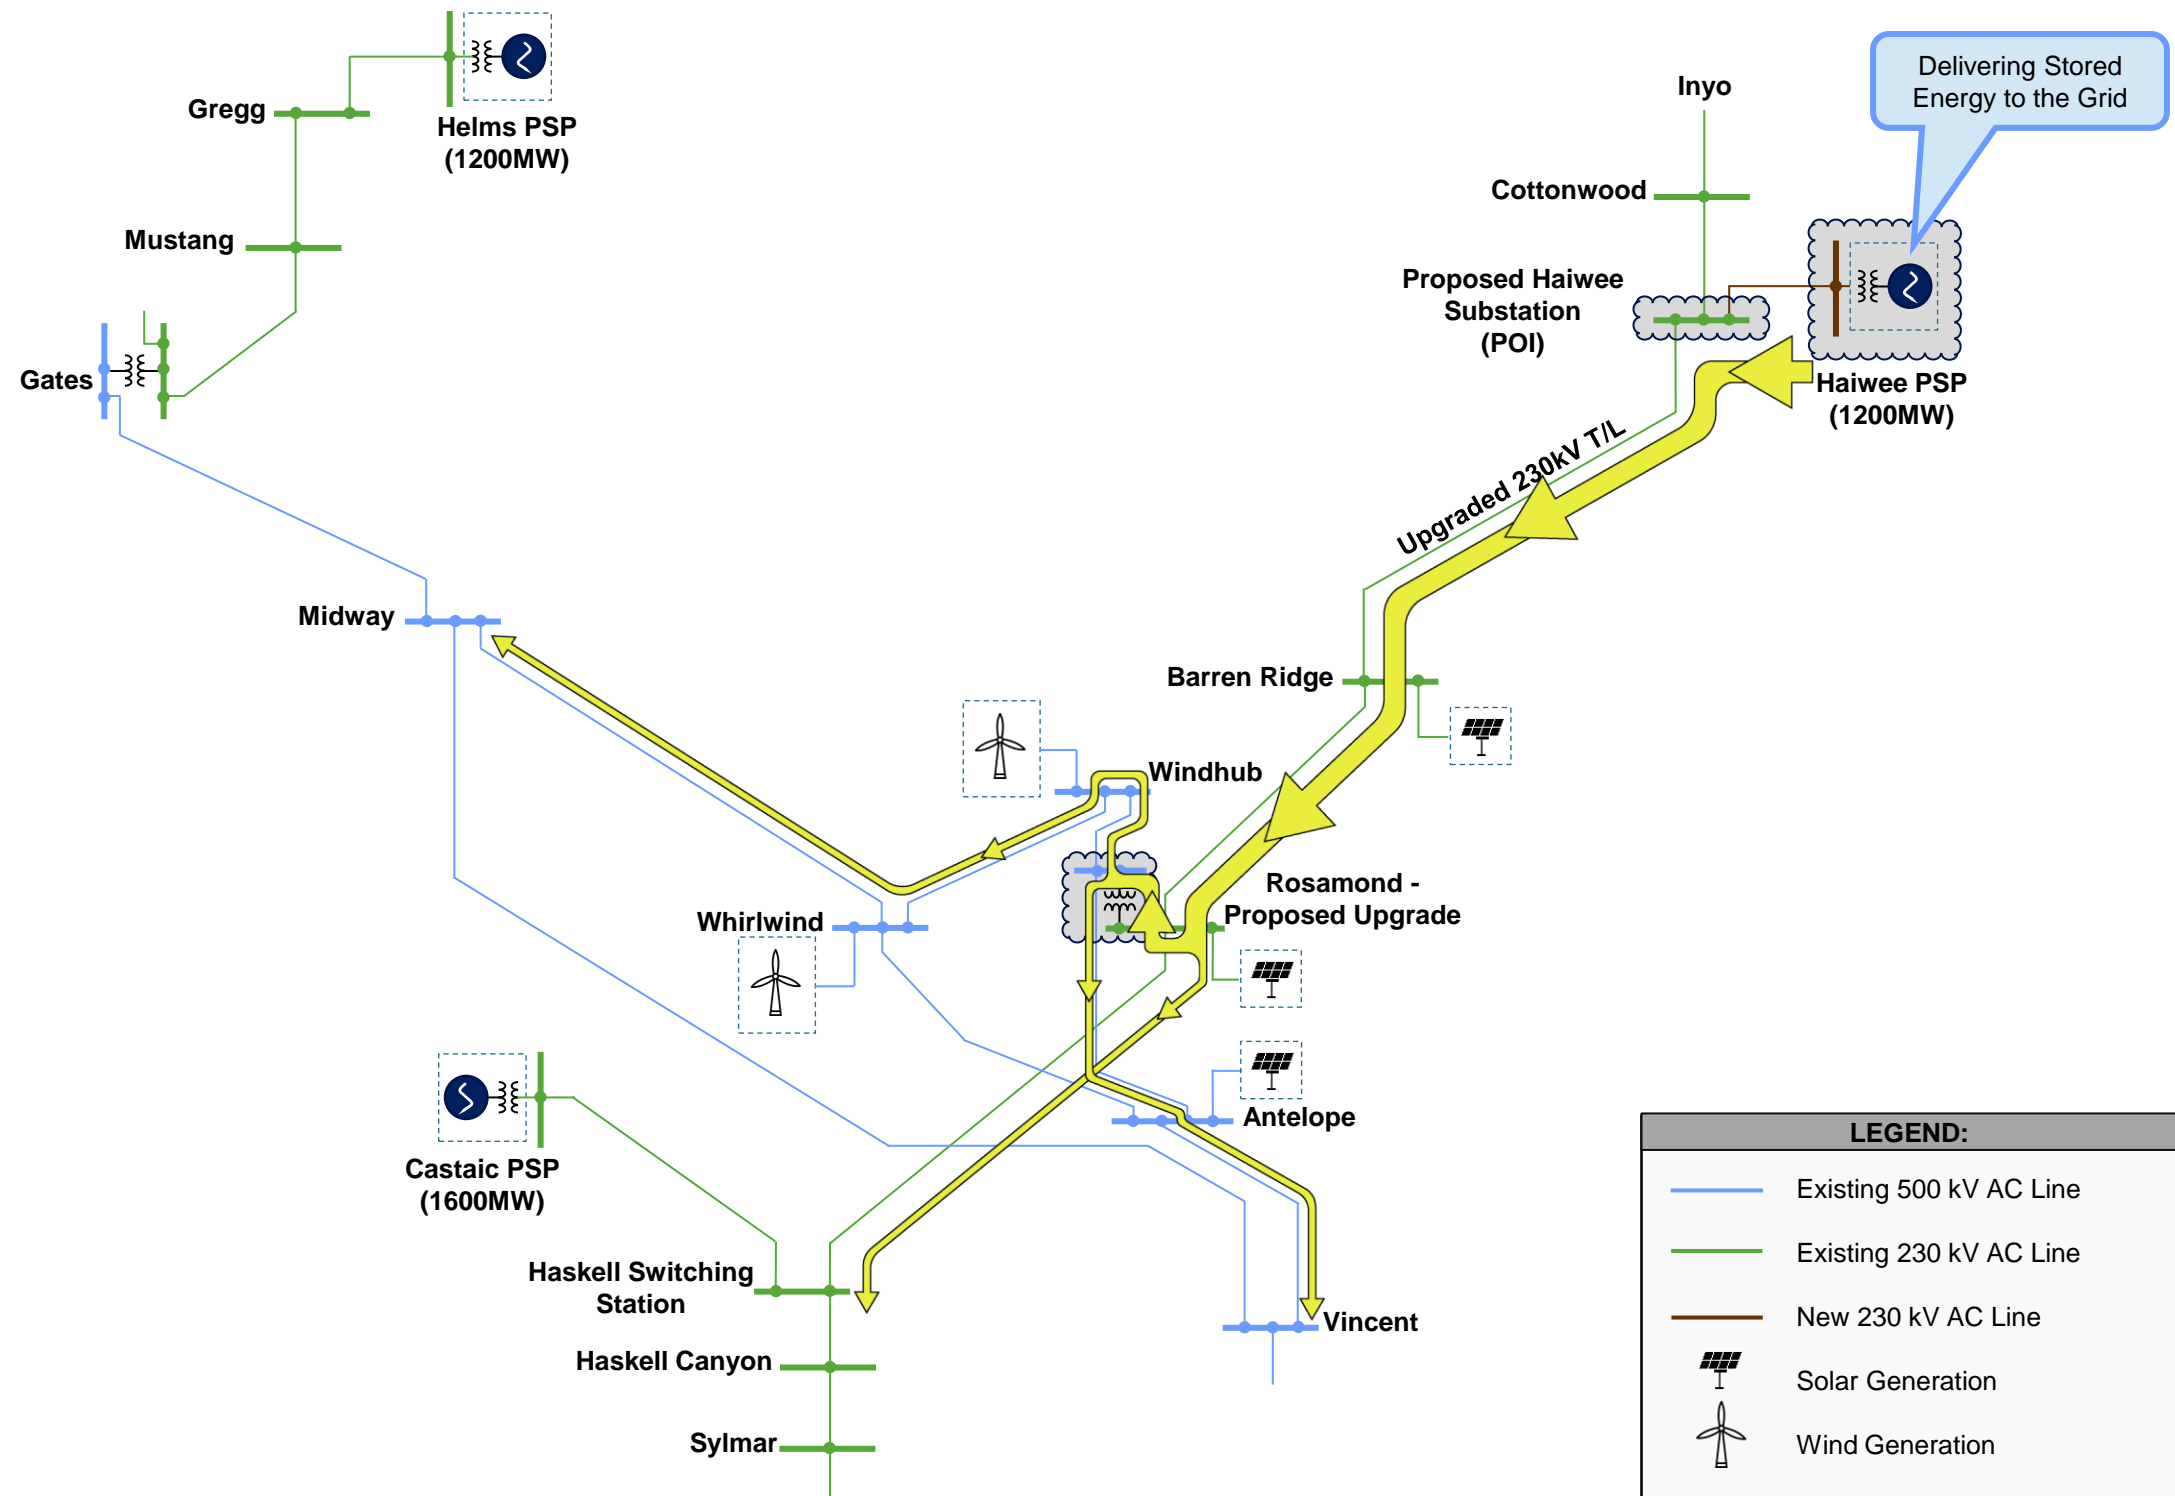 Delivering Stored
Energy to the Grid
Inyo
Gregg
Helms PSP
(1200MW)
Cottonwood
Mustang
Proposed Haiwee
Substation
(POI)
Gates
Haiwee PSP
(1200MW)
Upgraded 230kV T/L
Midway
Barren Ridge
Windhub
Rosamond -
Proposed Upgrade
Whirlwind
Antelope
Castaic PSP
(1600MW)
Haskell Switching
Station
Vincent
Haskell Canyon
Sylmar
LEGEND:
Existing 500 kV AC Line
Existing 230 kV AC Line
New 230 kV AC Line
Solar Generation
Wind Generation